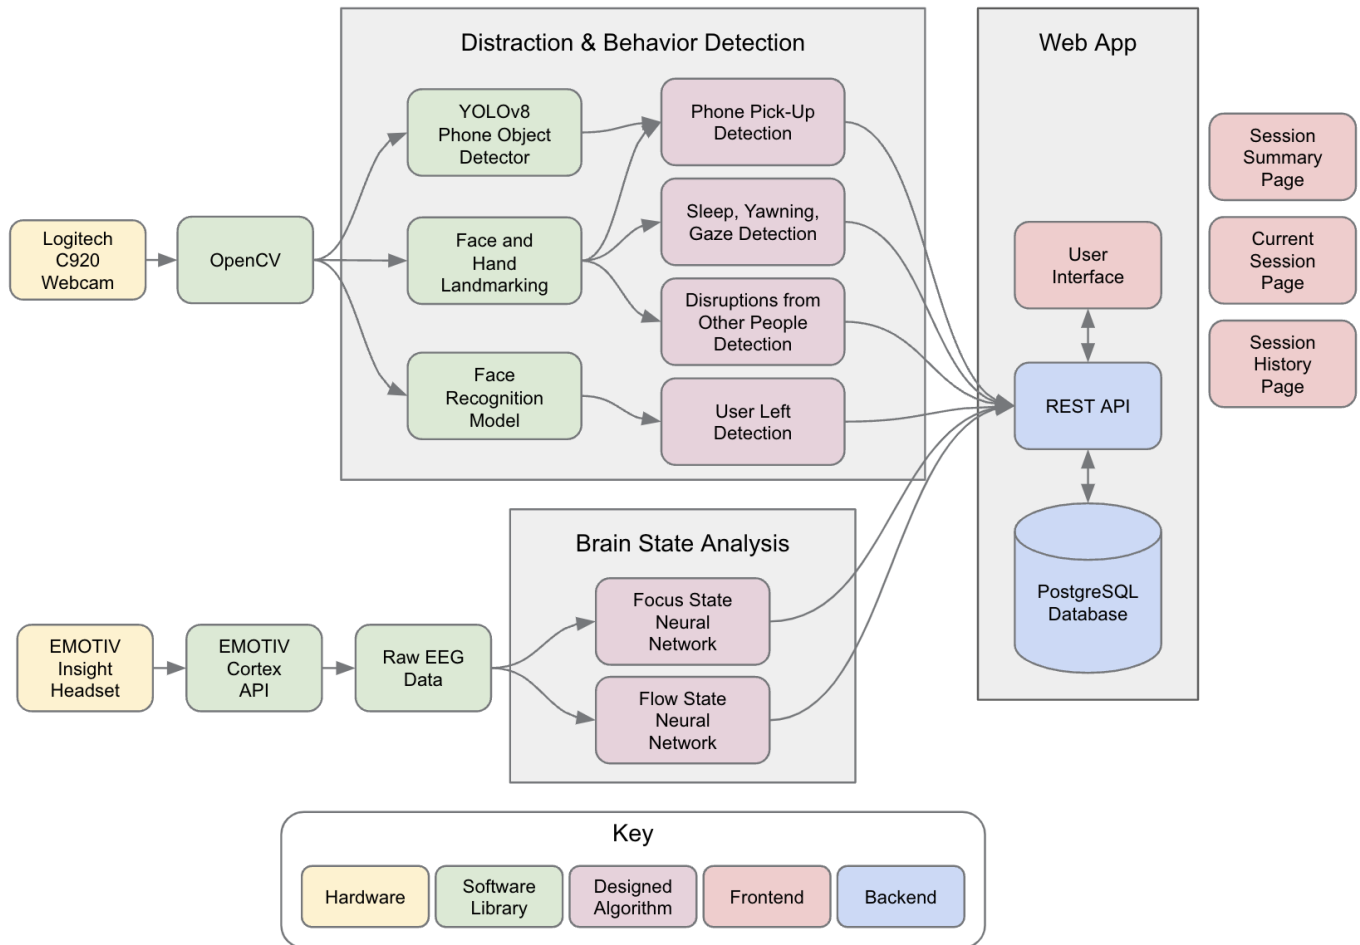 Distraction & Behavior Detection
YOLOv8
Phone Object
Detector
Phone Pick-Up
Detection
Logitech
C920
Webcam
OpenCV
Face and
Hand
Landmarking
Sleep, Yawning,
Gaze Detection
Disruptions from
Other People
Detection
Face
Recognition
Model
User Left
Detection
Web App
User
Interface
REST API
PostgreSQL
Database
Session
Summary
Page
Current
Session
Page
Session
History
Page
Brain State Analysis
EMOTIV
Insight
Headset
EMOTIV
Cortex
API
Raw EEG
Data
Focus State
Neural
Network
Flow State
Neural
Network
Key
Hardware
Software
Library
Designed
Algorithm
Frontend
Backend